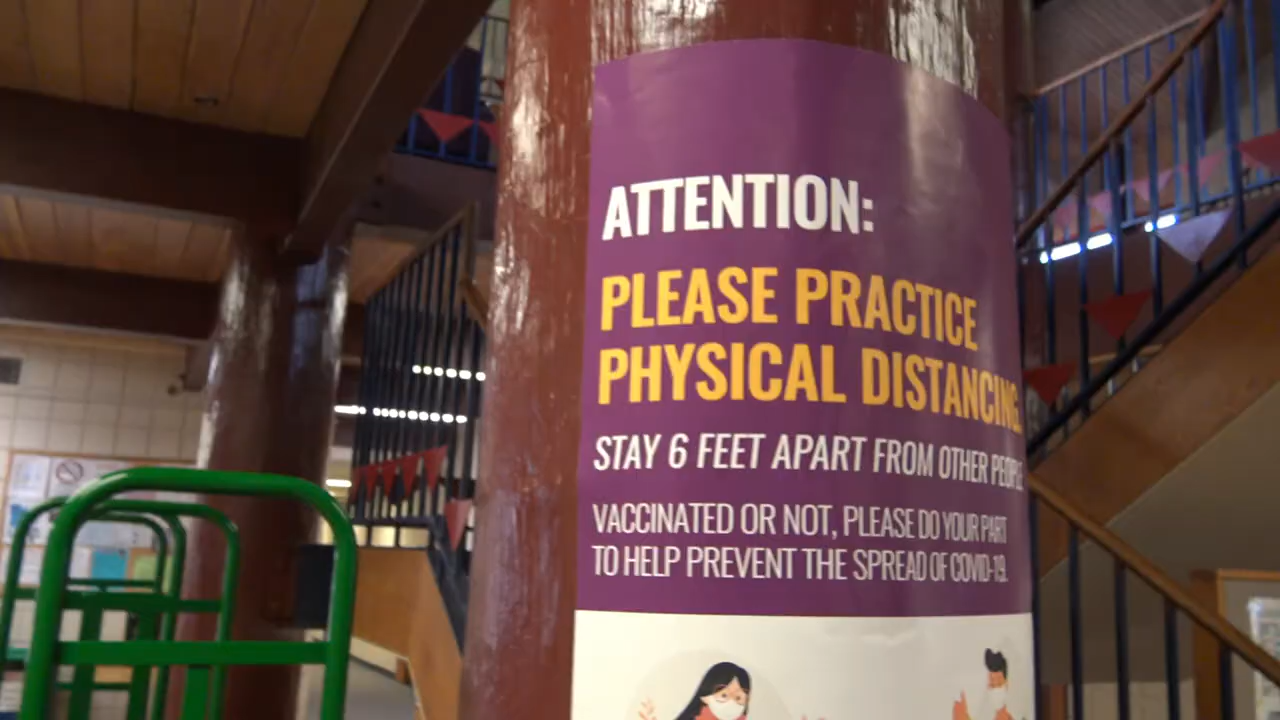 ATTENTION:
PLEASE PRACTICE
PHYSICAL DISTANCING.
STAY 6 FEET APART FROM OTHER PEOPLE
VACCINATED OR NOT, PLEASE DO YOUR PART
TO HELP PREVENT THE SPREAD OF COVID-19.